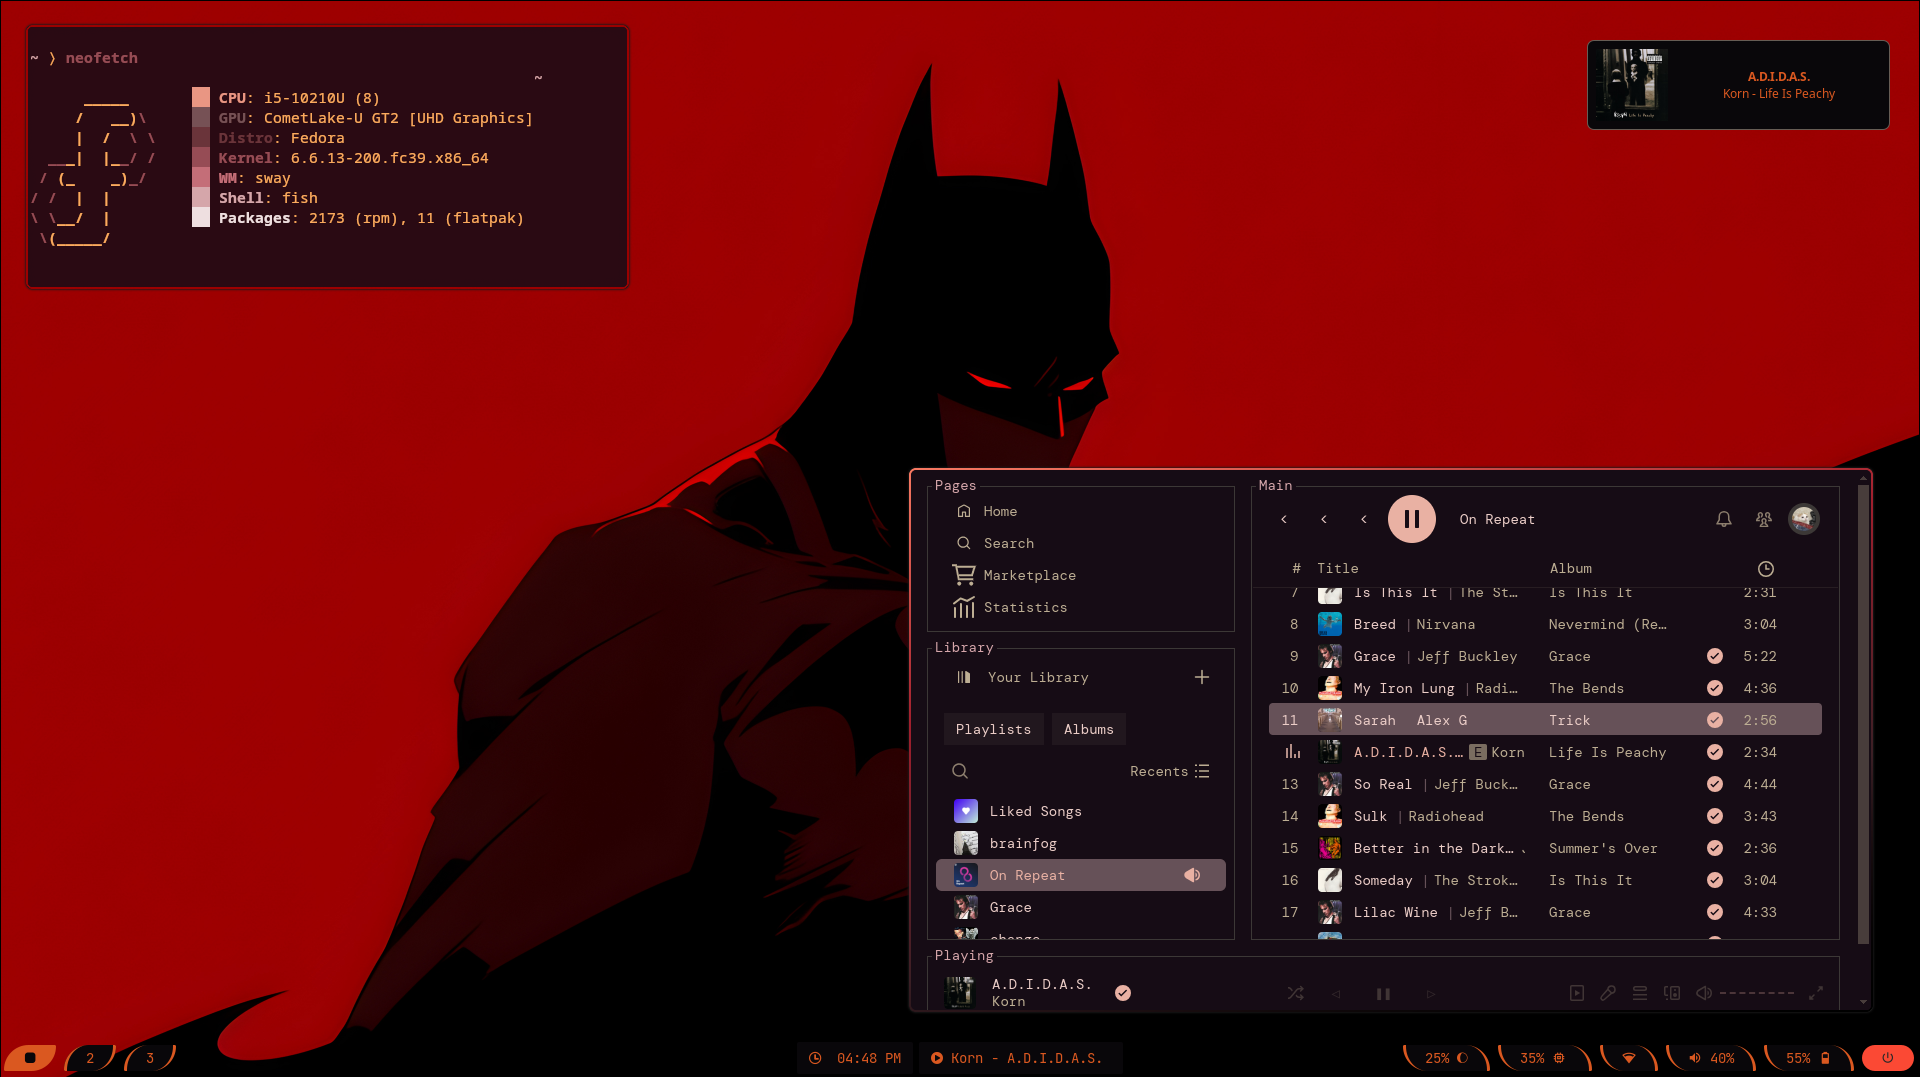 ~ ❭ neofetch
~
CPU: i5-10210U (8)
GPU: CometLake-U GT2 [UHD Graphics]
Distro: Fedora
Kernel: 6.6.13-200.fc39.x86_64
WM: sway
Shell: fish
Packages: 2173 (rpm), 11 (flatpak)
A.D.I.D.A.S.
Korn - Life Is Peachy
Pages
Home
Search
Marketplace
Statistics
Library
Your Library
Playlists Albums
Recents
Liked Songs
brainfog
On Repeat
Grace
Main
On Repeat
# Title Album
7 Is This It | The St… Is This It 2:31
8 Breed | Nirvana Nevermind (Re… 3:04
9 Grace | Jeff Buckley Grace 5:22
10 My Iron Lung | Radi… The Bends 4:36
11 Sarah Alex G Trick 2:56
A.D.I.D.A.S.… E Korn Life Is Peachy 2:34
13 So Real | Jeff Buck… Grace 4:44
14 Sulk | Radiohead The Bends 3:43
15 Better in the Dark… Summer's Over 2:36
16 Someday | The Strok… Is This It 3:04
17 Lilac Wine | Jeff B… Grace 4:33
Playing
A.D.I.D.A.S.
Korn
2 3
04:48 PM
Korn - A.D.I.D.A.S.
25% 35% 40% 55%